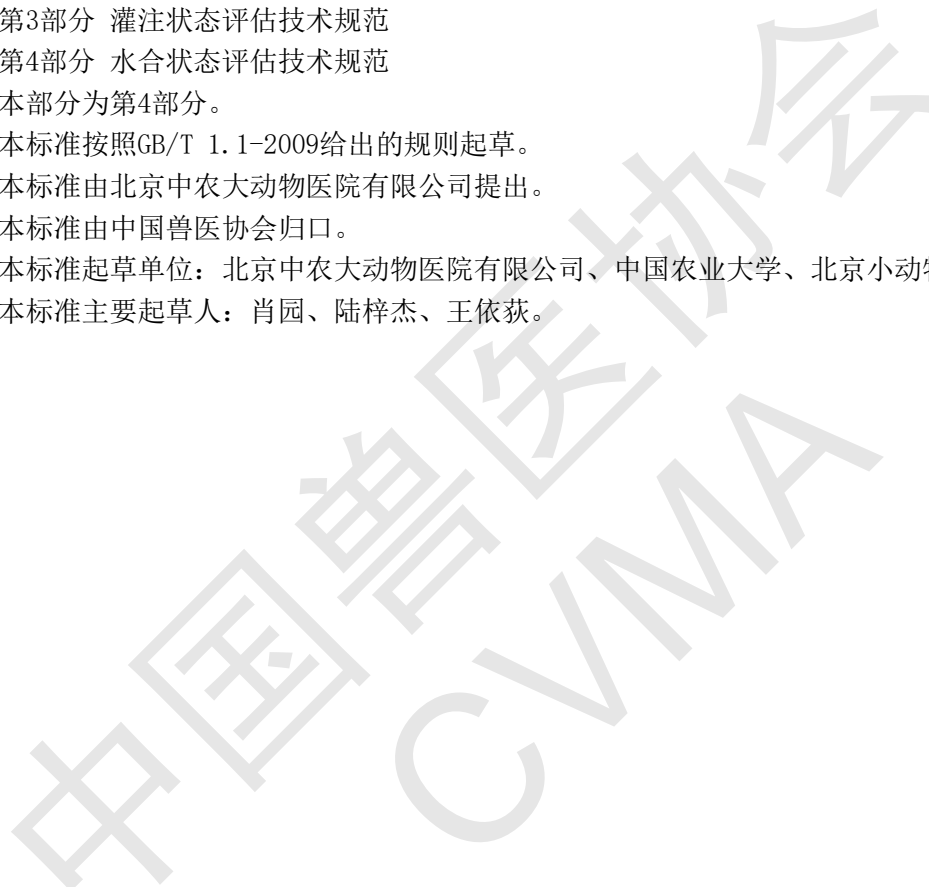 第3部分 灌注状态评估技术规范
第4部分 水合状态评估技术规范
本部分为第4部分。
本标准按照GB/T 1.1-2009给出的规则起草。
本标准由北京中农大动物医院有限公司提出。
本标准由中国兽医协会归口。
本标准起草单位：北京中农大动物医院有限公司、中国农业大学、北京小动
本标准主要起草人：肖园、陆梓杰、王依荻。
中国兽医协会
CVMA